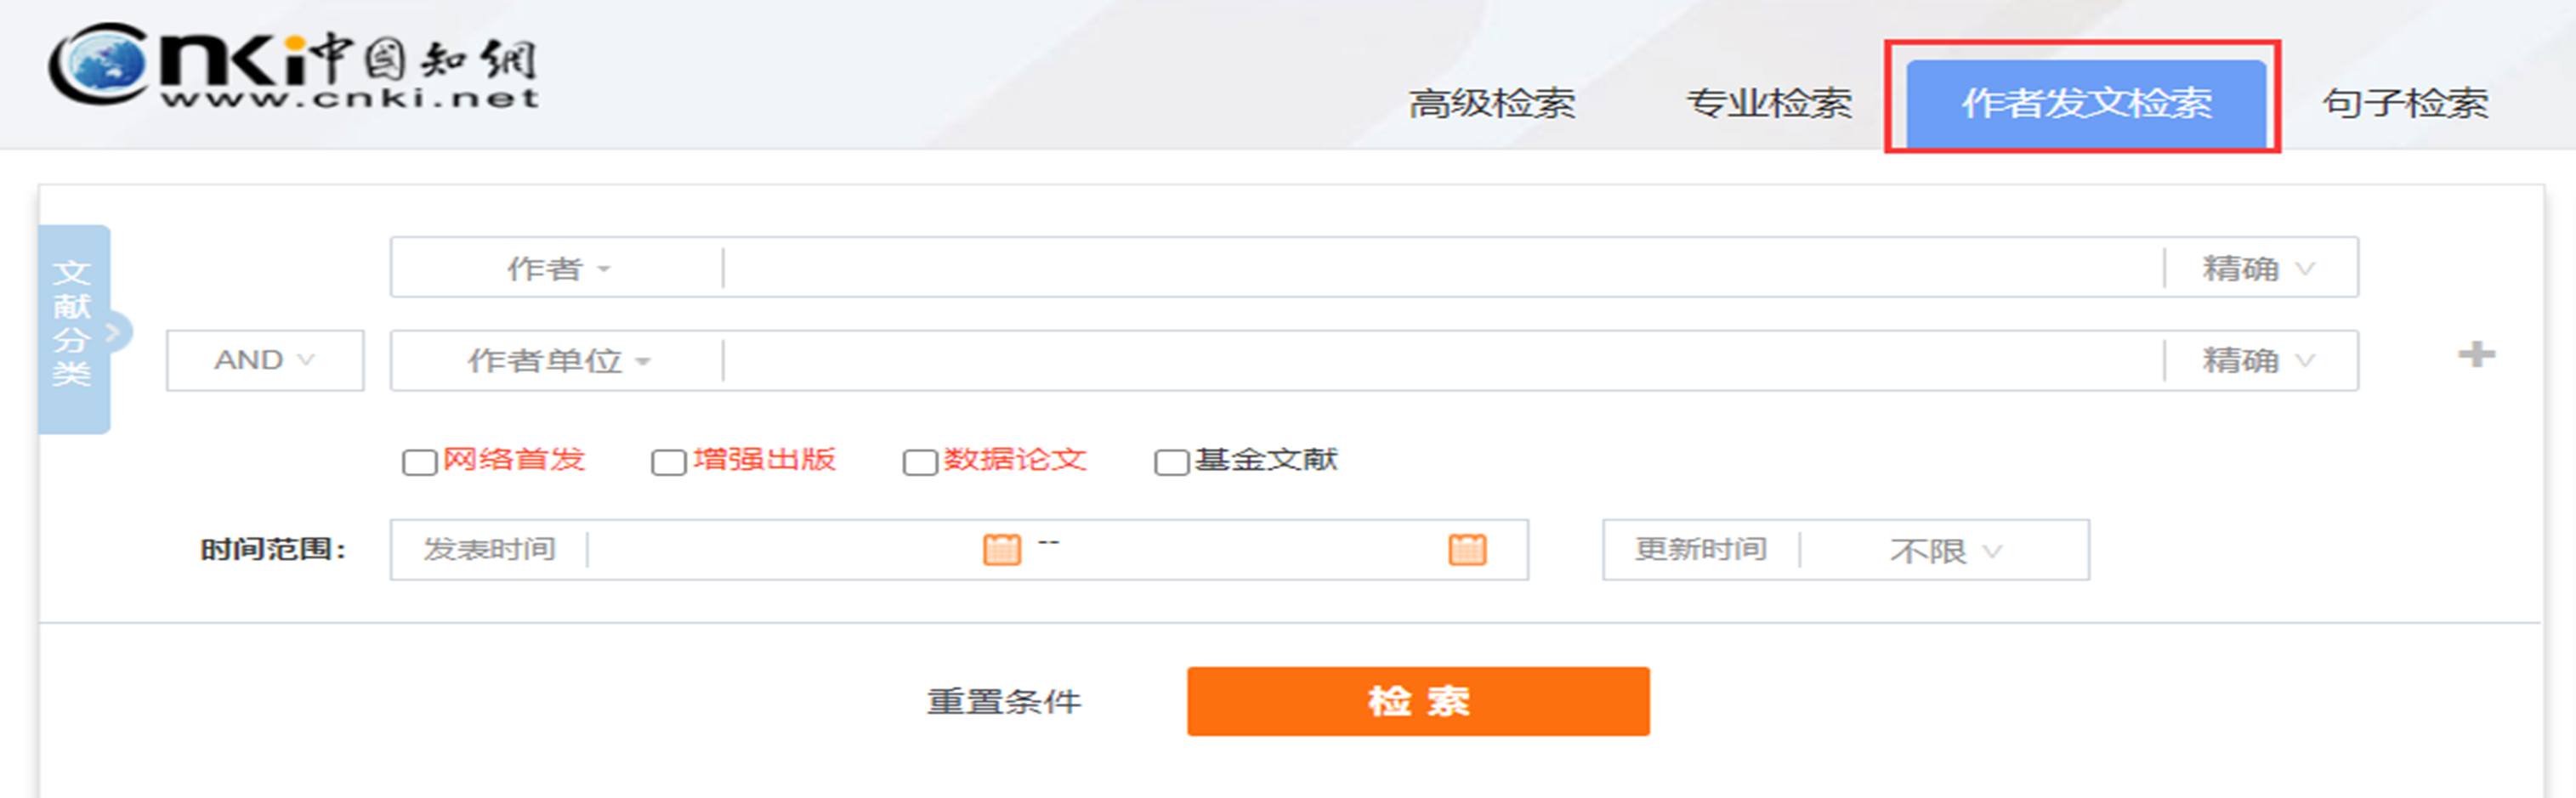 cnki中国知網
www.cnki.net
高级检索 专业检索 作者发文检索 句子检索
文献分类
作者 精确
AND 作者单位 精确
网络首发 增强出版 数据论文 基金文献
时间范围： 发表时间 -- 更新时间 不限
重置条件 检索